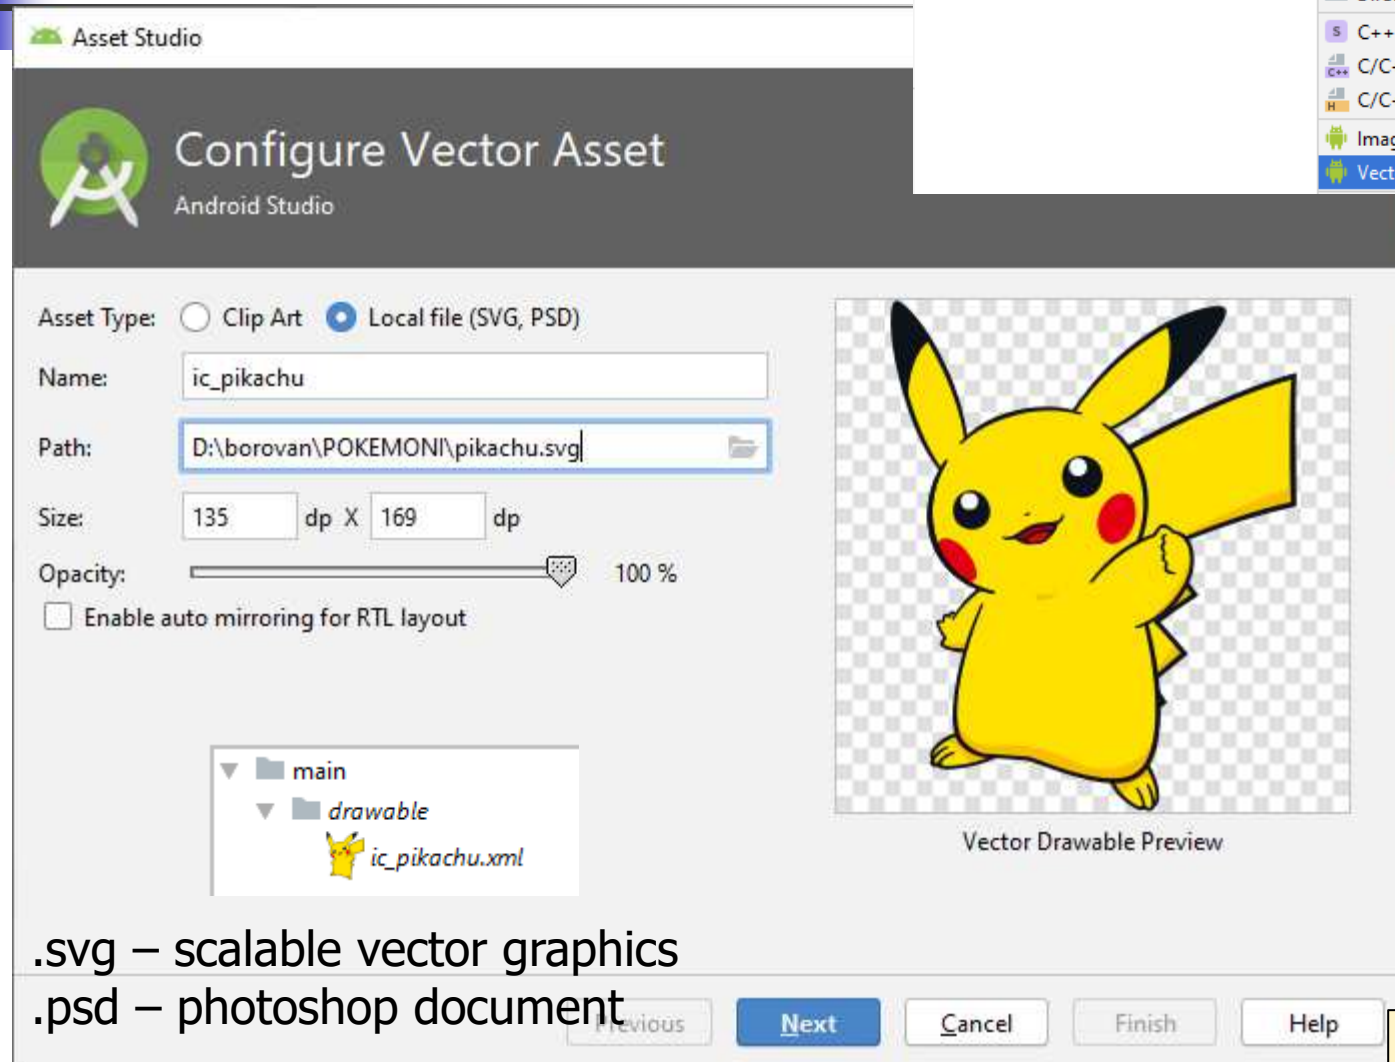 Asset Studio
C++
Configure Vector Asset
Android Studio
Asset Type: Clip Art Local file (SVG, PSD)
Name: ic_pikachu
Path: D:\borovan\POKEMONI\pikachu.svg
Size: 135 dp X 169 dp
Opacity: 100 %
Enable auto mirroring for RTL layout
main
drawable
ic_pikachu.xml
Vector Drawable Preview
.svg – scalable vector graphics
.psd – photoshop document
Next Cancel Finish Help